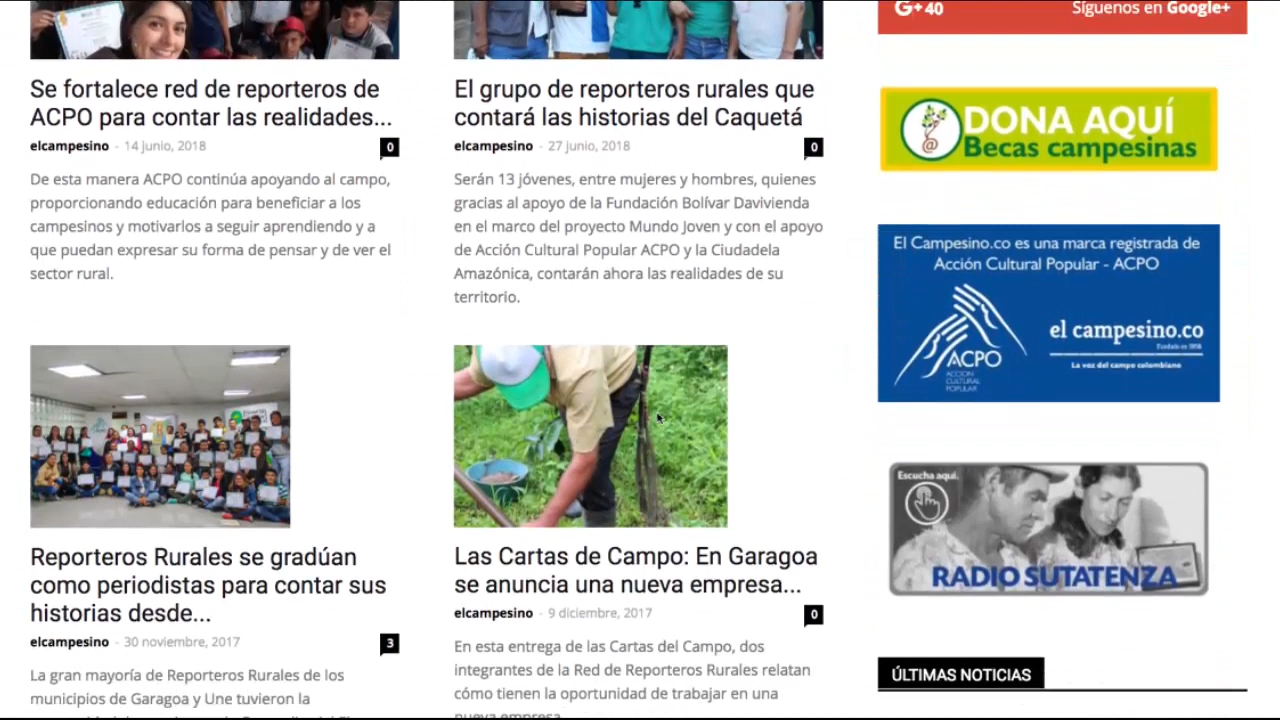 Se fortalece red de reporteros de
ACPO para contar las realidades...
elcampesino - 14 junio, 2018
0
De esta manera ACPO continúa apoyando al campo,
proporcionando educación para beneficiar a los
campesinos y motivarlos a seguir aprendiendo y a
que puedan expresar su forma de pensar y de ver el
sector rural.
El grupo de reporteros rurales que
contará las historias del Caquetá
elcampesino - 27 junio, 2018
0
Serán 13 jóvenes, entre mujeres y hombres, quienes
gracias al apoyo de la Fundación Bolívar Davivienda
en el marco del proyecto Mundo Joven y con el apoyo
de Acción Cultural Popular ACPO y la Ciudadela
Amazónica, contarán ahora las realidades de su
territorio.
Reporteros Rurales se gradúan
como periodistas para contar sus
historias desde...
elcampesino - 30 noviembre, 2017
3
La gran mayoría de Reporteros Rurales de los
municipios de Garagoa y Une tuvieron la
Las Cartas de Campo: En Garagoa
se anuncia una nueva empresa...
elcampesino - 9 diciembre, 2017
0
En esta entrega de las Cartas del Campo, dos
integrantes de la Red de Reporteros Rurales relatan
cómo tienen la oportunidad de trabajar en una
nueva empresa.
G+ 40
Síguenos en Google+
DONA AQUÍ
@ Becas campesinas
El Campesino.co es una marca registrada de
Acción Cultural Popular - ACPO
ACPO
ACCIÓN
CULTURAL
POPULAR
el campesino.co
Fundado en 1958
La voz del campo colombiano
Escucha aquí.
RADIO SUTATENZA
ÚLTIMAS NOTICIAS